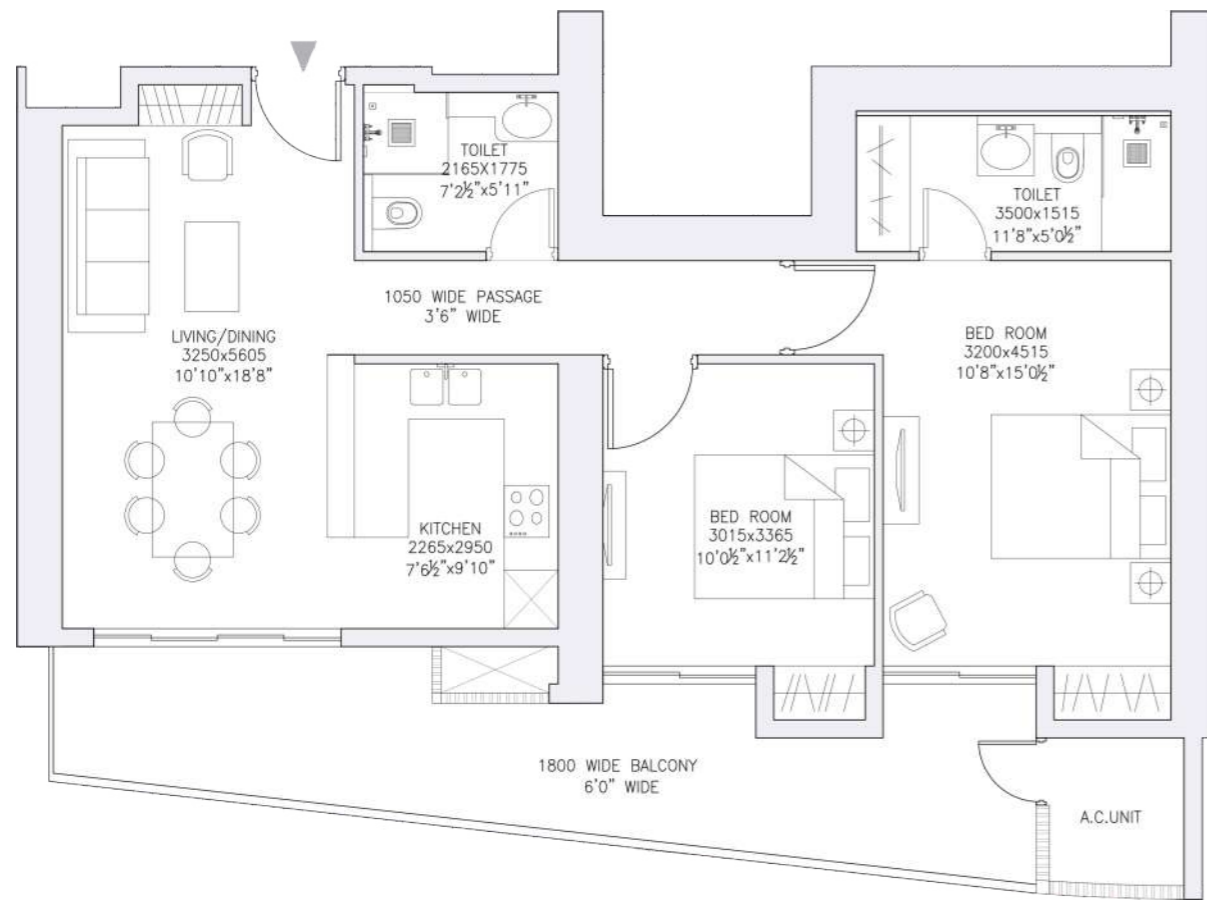 TOILET
2165X1775
7'2½"x5'11"
TOILET
3500x1515
11'8"x5'0½"
1050 WIDE PASSAGE
3'6" WIDE
LIVING/DINING
3250x5605
10'10"x18'8"
BED ROOM
3200x4515
10'8"x15'0½"
KITCHEN
2265x2950
7'6½"x9'10"
BED ROOM
3015x3365
10'0½"x11'2½"
1800 WIDE BALCONY
6'0" WIDE
A.C.UNIT